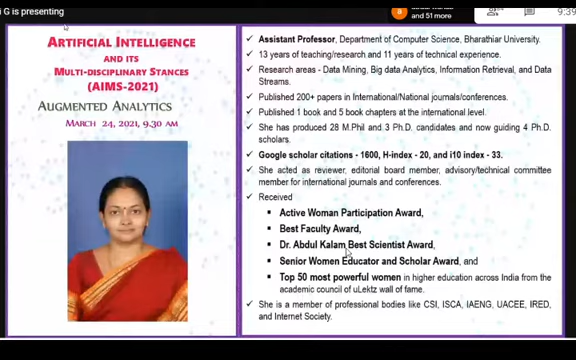 i G is presenting
and 51 more
9:39
ARTIFICIAL INTELLIGENCE
AND ITS
MULTI-DISCIPLINARY STANCES
(AIMS-2021)
AUGMENTED ANALYTICS
MARCH 24, 2021, 9.30 AM
Assistant Professor, Department of Computer Science, Bharathiar University.
13 years of teaching/research and 11 years of technical experience.
Research areas - Data Mining, Big data Analytics, Information Retrieval, and Data
Streams.
Published 200+ papers in International/National journals/conferences.
Published 1 book and 5 book chapters at the international level.
She has produced 28 M.Phil and 3 Ph.D candidates and now guiding 4 Ph.D
scholars.
Google scholar citations - 1600, H-index - 20, and i10 index - 33.
She acted as reviewer, editorial board member, advisory/technical committee
member for international journals and conferences.
Received
Active Woman Participation Award,
Best Faculty Award,
Dr. Abdul Kalam Best Scientist Award,
Senior Women Educator and Scholar Award, and
Top 50 most powerful women in higher education across India from the
academic council of uLektz wall of fame.
She is a member of professional bodies like CSI, ISCA, IAENG, UACEE, IRED,
and Internet Society.